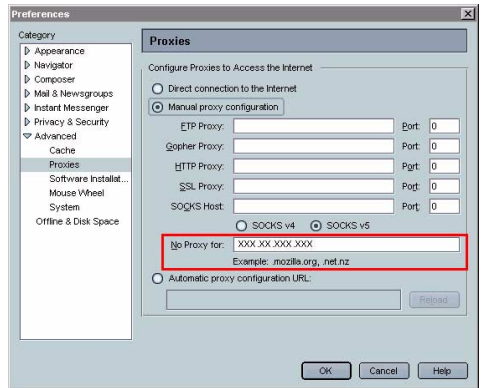 Preferences
Category
Appearance
Navigator
Composer
Mail & Newsgroups
Instant Messenger
Privacy & Security
Advanced
Cache
Proxies
Software Installat...
Mouse Wheel
System
Offline & Disk Space
Proxies
Configure Proxies to Access the Internet
Direct connection to the Internet
Manual proxy configuration
FTP Proxy: Port: 0
Gopher Proxy: Port: 0
HTTP Proxy: Port: 0
SSL Proxy: Port: 0
SOCKS Host: Port: 0
SOCKS v4 SOCKS v5
No Proxy for: XXX.XX.XXX.XXX
Example: .mozilla.org, .net.nz
Automatic proxy configuration URL:
Reload
OK Cancel Help